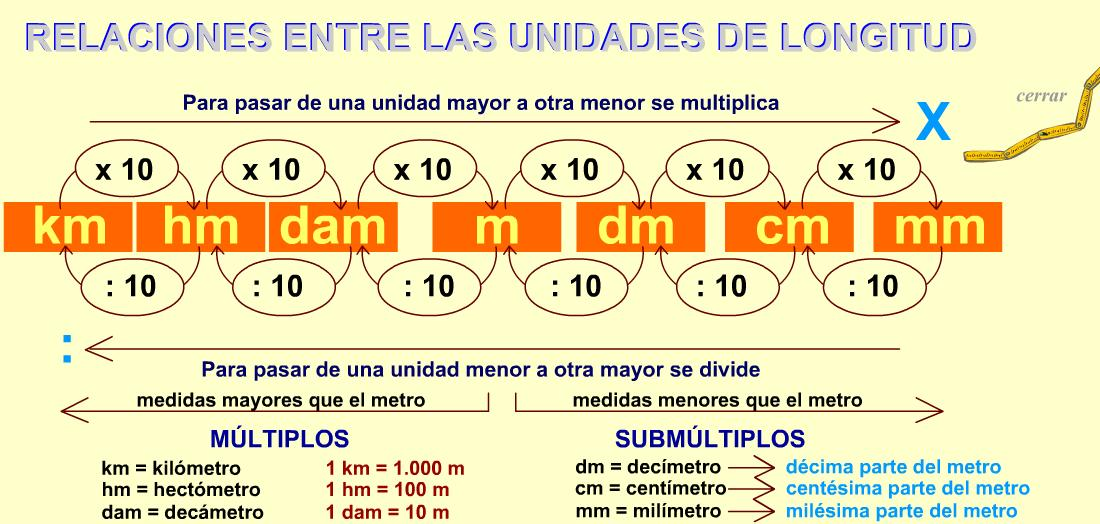 RELACIONES ENTRE LAS UNIDADES DE LONGITUD
Para pasar de una unidad mayor a otra menor se multiplica
X
cerrar
x 10 x 10 x 10 x 10 x 10 x 10
km hm dam m dm cm mm
: 10 : 10 : 10 : 10 : 10 : 10
:
Para pasar de una unidad menor a otra mayor se divide
medidas mayores que el metro medidas menores que el metro
MÚLTIPLOS SUBMÚLTIPLOS
km = kilómetro 1 km = 1.000 m dm = decímetro décima parte del metro
hm = hectómetro 1 hm = 100 m cm = centímetro centésima parte del metro
dam = decámetro 1 dam = 10 m mm = milímetro milésima parte del metro